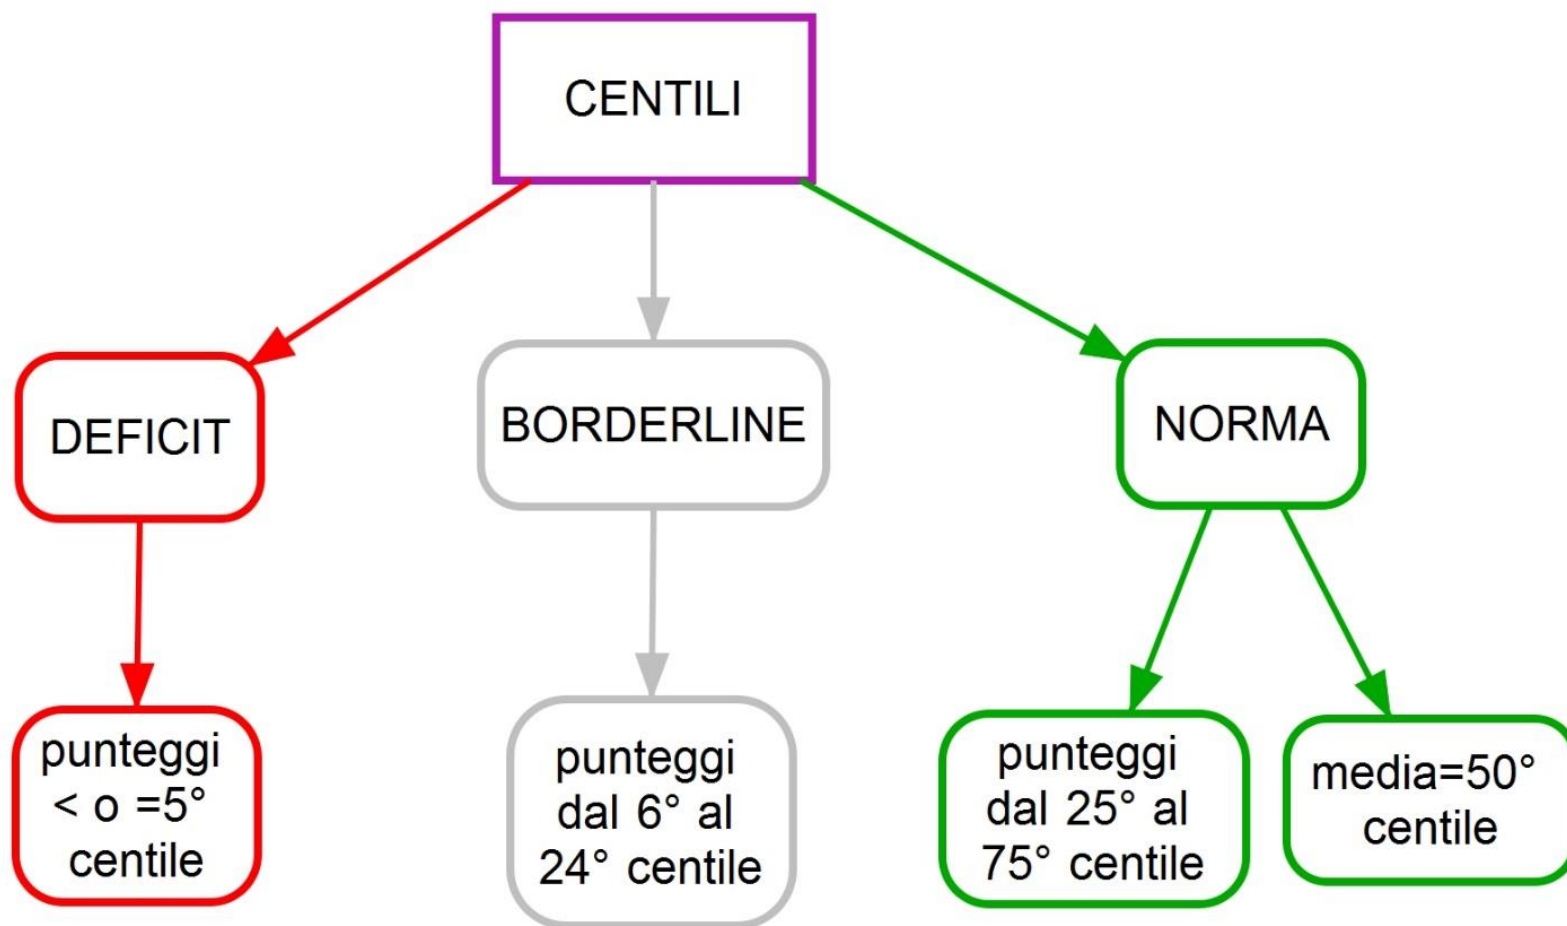 CENTILI
DEFICIT
BORDERLINE
NORMA
punteggi
< o =5°
centile
punteggi
dal 6° al
24° centile
punteggi
dal 25° al
75° centile
media=50°
centile